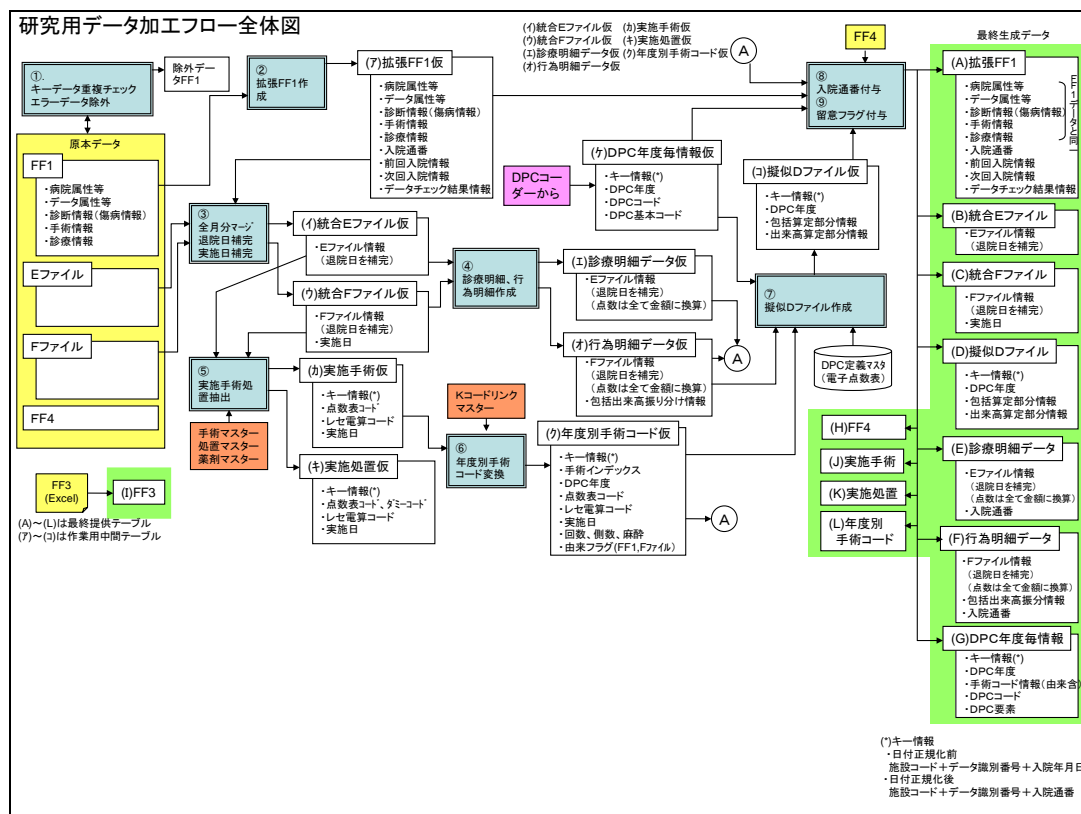 研究用データ加工フロー全体図
(イ)統合Eファイル仮 (カ)実施手術仮
(ウ)統合Fファイル仮 (キ)実施処置仮
(エ)診療明細データ仮 (ク)年度別手術コード仮
(オ)行為明細データ仮
A
FF4
最終生成データ
①.
キーデータ重複チェック
エラーデータ除外
除外データFF1
②
拡張FF1作成
(ア)拡張FF1仮
・病院属性等
・データ属性等
・診断情報(傷病情報)
・手術情報
・診療情報
・入院通番
・前回入院情報
・次回入院情報
・データチェック結果情報
⑧
入院通番付与
⑨
留意フラグ付与
(A)拡張FF1
・病院属性等
・データ属性等
・診断情報(傷病情報)
・手術情報
・診療情報
・入院通番
・前回入院情報
・次回入院情報
・データチェック結果情報
EF1データと同一
原本データ
FF1
・病院属性等
・データ属性等
・診断情報(傷病情報)
・手術情報
・診療情報
Eファイル
Fファイル
FF4
DPCコーダーから
(ケ)DPC年度毎情報仮
・キー情報(*)
・DPC年度
・DPCコード
・DPC基本コード
(コ)擬似Dファイル仮
・キー情報(*)
・DPC年度
・包括算定部分情報
・出来高算定部分情報
③
全月分マージ
退院日補完
実施日補完
(イ)統合Eファイル仮
・Eファイル情報
(退院日を補完)
(ウ)統合Fファイル仮
・Fファイル情報
(退院日を補完)
・実施日
④
診療明細、行為明細作成
(エ)診療明細データ仮
・Eファイル情報
(退院日を補完)
(点数は全て金額に換算)
(オ)行為明細データ仮
・Fファイル情報
(退院日を補完)
(点数は全て金額に換算)
・包括出来高振り分け情報
A
⑦
擬似Dファイル作成
DPC定義マスタ
(電子点数表)
(B)統合Eファイル
・Eファイル情報
(退院日を補完)
(C)統合Fファイル
・Fファイル情報
(退院日を補完)
・実施日
(D)擬似Dファイル
・キー情報(*)
・DPC年度
・包括算定部分情報
・出来高算定部分情報
⑤
実施手術処置抽出
手術マスター
処置マスター
薬剤マスター
(カ)実施手術仮
・キー情報(*)
・点数表コード
・レセ電算コード
・実施日
(キ)実施処置仮
・キー情報(*)
・点数表コード、ダミーコード
・レセ電算コード
・実施日
Kコードリンク
マスター
⑥
年度別手術
コード変換
(ク)年度別手術コード仮
・キー情報(*)
・手術インデックス
・DPC年度
・点数表コード
・レセ電算コード
・実施日
・回数、側数、麻酔
・由来フラグ(FF1,Fファイル)
A
(H)FF4
(J)実施手術
(K)実施処置
(L)年度別
手術コード
(E)診療明細データ
・Eファイル情報
(退院日を補完)
(点数は全て金額に換算)
・入院通番
(F)行為明細データ
・Fファイル情報
(退院日を補完)
(点数は全て金額に換算)
・包括出来高振分情報
・入院通番
(G)DPC年度毎情報
・キー情報(*)
・DPC年度
・手術コード情報(由来含)
・DPCコード
・DPC要素
FF3
(Excel)
(I)FF3
(A)～(L)は最終提供テーブル
(ア)～(コ)は作業用中間テーブル
(*)キー情報
・日付正規化前
施設コード+データ識別番号+入院年月日
・日付正規化後
施設コード+データ識別番号+入院通番